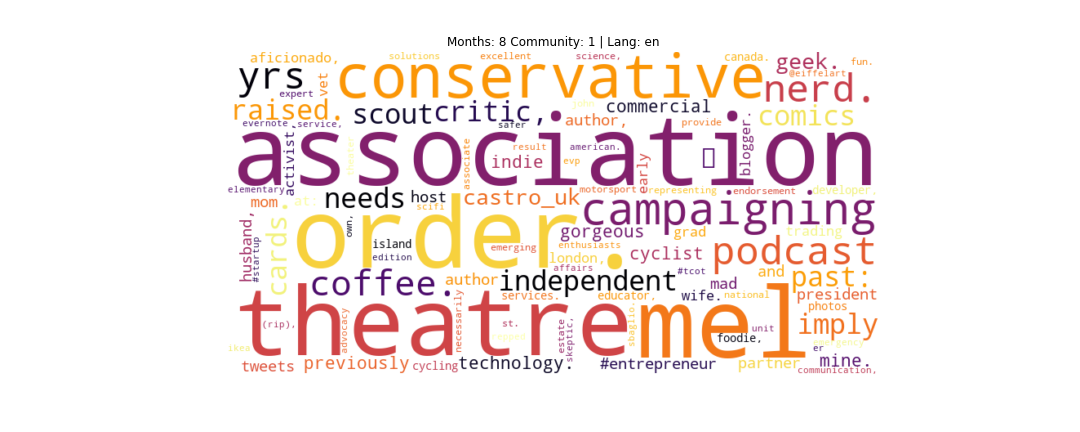 Months: 8 Community: 1 | Lang: en
aficionado, solutions excellent science, canada. geek. fun.
yrs conservative nerd. @eiffelart
expert vet
raised. scout critic, commercial comics
evernote service, safer author, provide blogger.
association
activist, associate result american. indie evp early
elementary motorsport representing endorsement developer.
mom at: needs host castro_uk campaigning
scifi
order.
husband, cards. own, gorgeous grad trading
island emerging enthusiasts cyclist podcast
edition london,
#startup affairs #tcot and past:
coffee. author independent mad
services. educator, wife. national president
photos
theatre mel imply
(rip), advocacy necessarily st. estate skeptic, unit
foodie, er
ikea
tweets previously cycling technology. #entrepreneur partner mine.
communication,